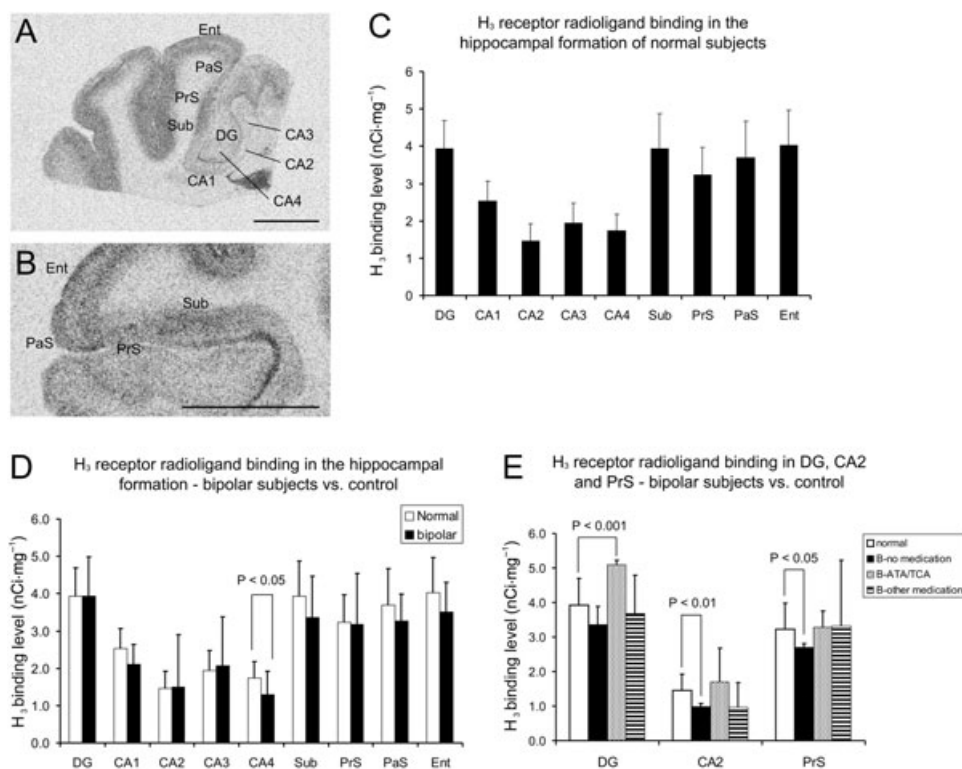 A
Ent
PaS
PrS
Sub
DG
CA3
CA2
CA1
CA4
B
Ent
Sub
PaS
PrS
C
H₃ receptor radioligand binding in the
hippocampal formation of normal subjects
H₃ binding level (nCi·mg⁻¹)
6
5
4
3
2
1
0
DG CA1 CA2 CA3 CA4 Sub PrS PaS Ent
D
H₃ receptor radioligand binding in the hippocampal
formation - bipolar subjects vs. control
H₃ binding level (nCi·mg⁻¹)
6.0
5.0
4.0
3.0
2.0
1.0
0.0
Normal
bipolar
P < 0.05
DG CA1 CA2 CA3 CA4 Sub PrS PaS Ent
E
H₃ receptor radioligand binding in DG, CA2
and PrS - bipolar subjects vs. control
H₃ binding level (nCi·mg⁻¹)
6.0
5.0
4.0
3.0
2.0
1.0
0.0
P < 0.001
P < 0.01
P < 0.05
normal
B-no medication
B-ATA/TCA
B-other medication
DG CA2 PrS